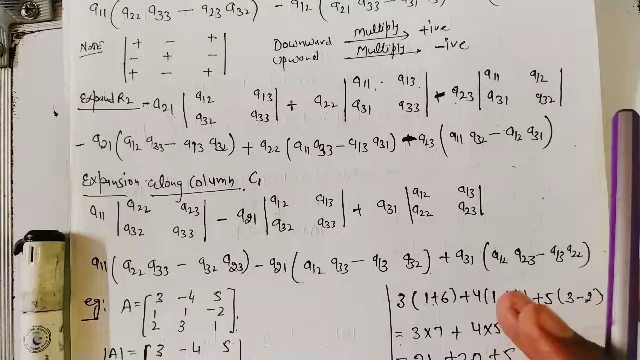 a11(a22 a33 − a23 a32) − a12(a21 a33 −
Note | + − + |
| − + − |
| + − + |
Downward Multiply → +ive
Upward Multiply → −ive
Expand R2 − a21 | a12 a13 | + a22 | a11 a13 | − a23 | a11 a12 |
| a32 a33 | | a31 a33 | | a31 a32 |
− a21(a12 a33 − a13 a32) + a22(a11 a33 − a13 a31) − a23(a11 a32 − a12 a31)
Expansion along column C1
a11 | a22 a23 | − a21 | a12 a13 | + a31 | a12 a13 |
| a32 a33 | | a32 a33 | | a22 a23 |
a11(a22 a33 − a32 a23) − a21(a12 a33 − a13 a32) + a31(a12 a23 − a13 a22)
eg: A = [ 3 −4 5 ]
[ 1 1 −2 ]
[ 2 3 1 ]
|A| = [ 3 −4 5
3(1+6)+4(1 +5(3−2)
= 3×7 + 4×5
= 21 + 20 + 5